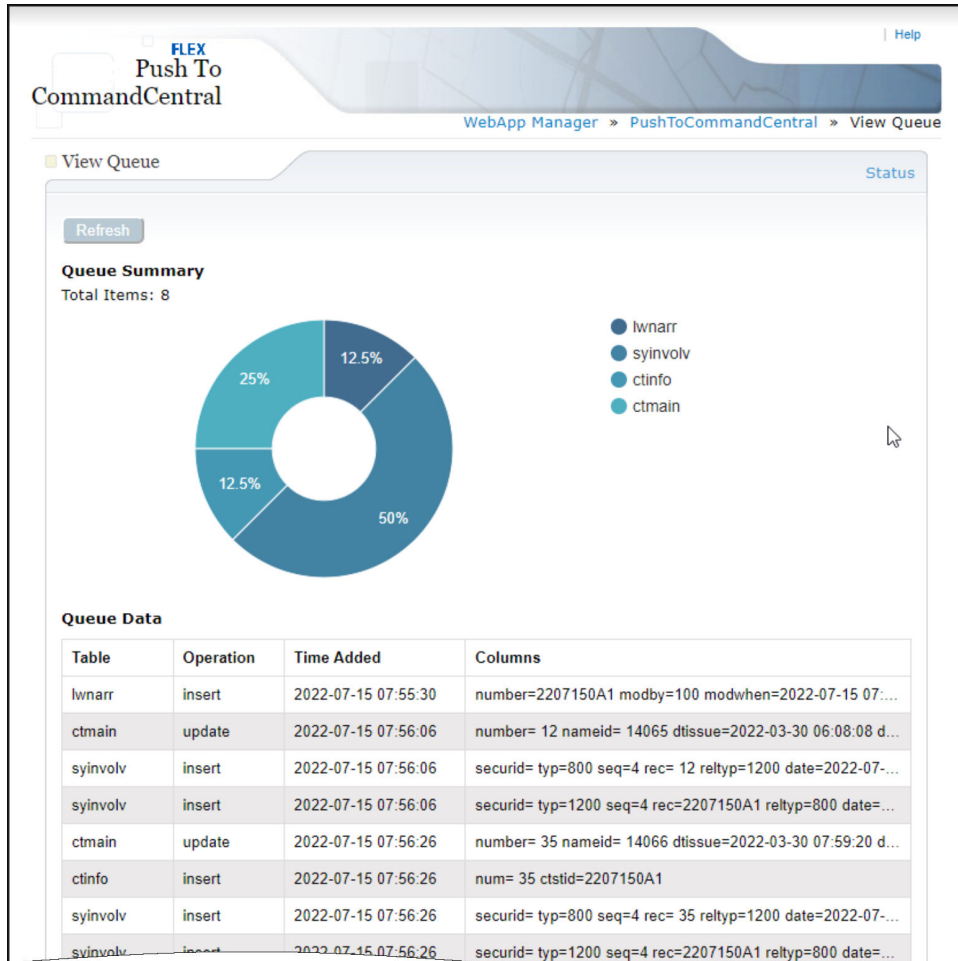 Help
FLEX
Push To
CommandCentral
WebApp Manager » PushToCommandCentral » View Queue
View Queue
Status
Refresh
Queue Summary
Total Items: 8
12.5%
25%
12.5%
50%
lwnarr
syinvolv
ctinfo
ctmain
Queue Data
Table Operation Time Added Columns
lwnarr insert 2022-07-15 07:55:30 number=2207150A1 modby=100 modwhen=2022-07-15 07:...
ctmain update 2022-07-15 07:56:06 number= 12 nameid= 14065 dtissue=2022-03-30 06:08:08 d...
syinvolv insert 2022-07-15 07:56:06 securid= typ=800 seq=4 rec= 12 reltyp=1200 date=2022-07-...
syinvolv insert 2022-07-15 07:56:06 securid= typ=1200 seq=4 rec=2207150A1 reltyp=800 date=...
ctmain update 2022-07-15 07:56:26 number= 35 nameid= 14066 dtissue=2022-03-30 07:59:20 d...
ctinfo insert 2022-07-15 07:56:26 num= 35 ctstid=2207150A1
syinvolv insert 2022-07-15 07:56:26 securid= typ=800 seq=4 rec= 35 reltyp=1200 date=2022-07-...
syinvolv insert 2022-07-15 07:56:26 securid= typ=1200 seq=4 rec=2207150A1 reltyp=800 date=...